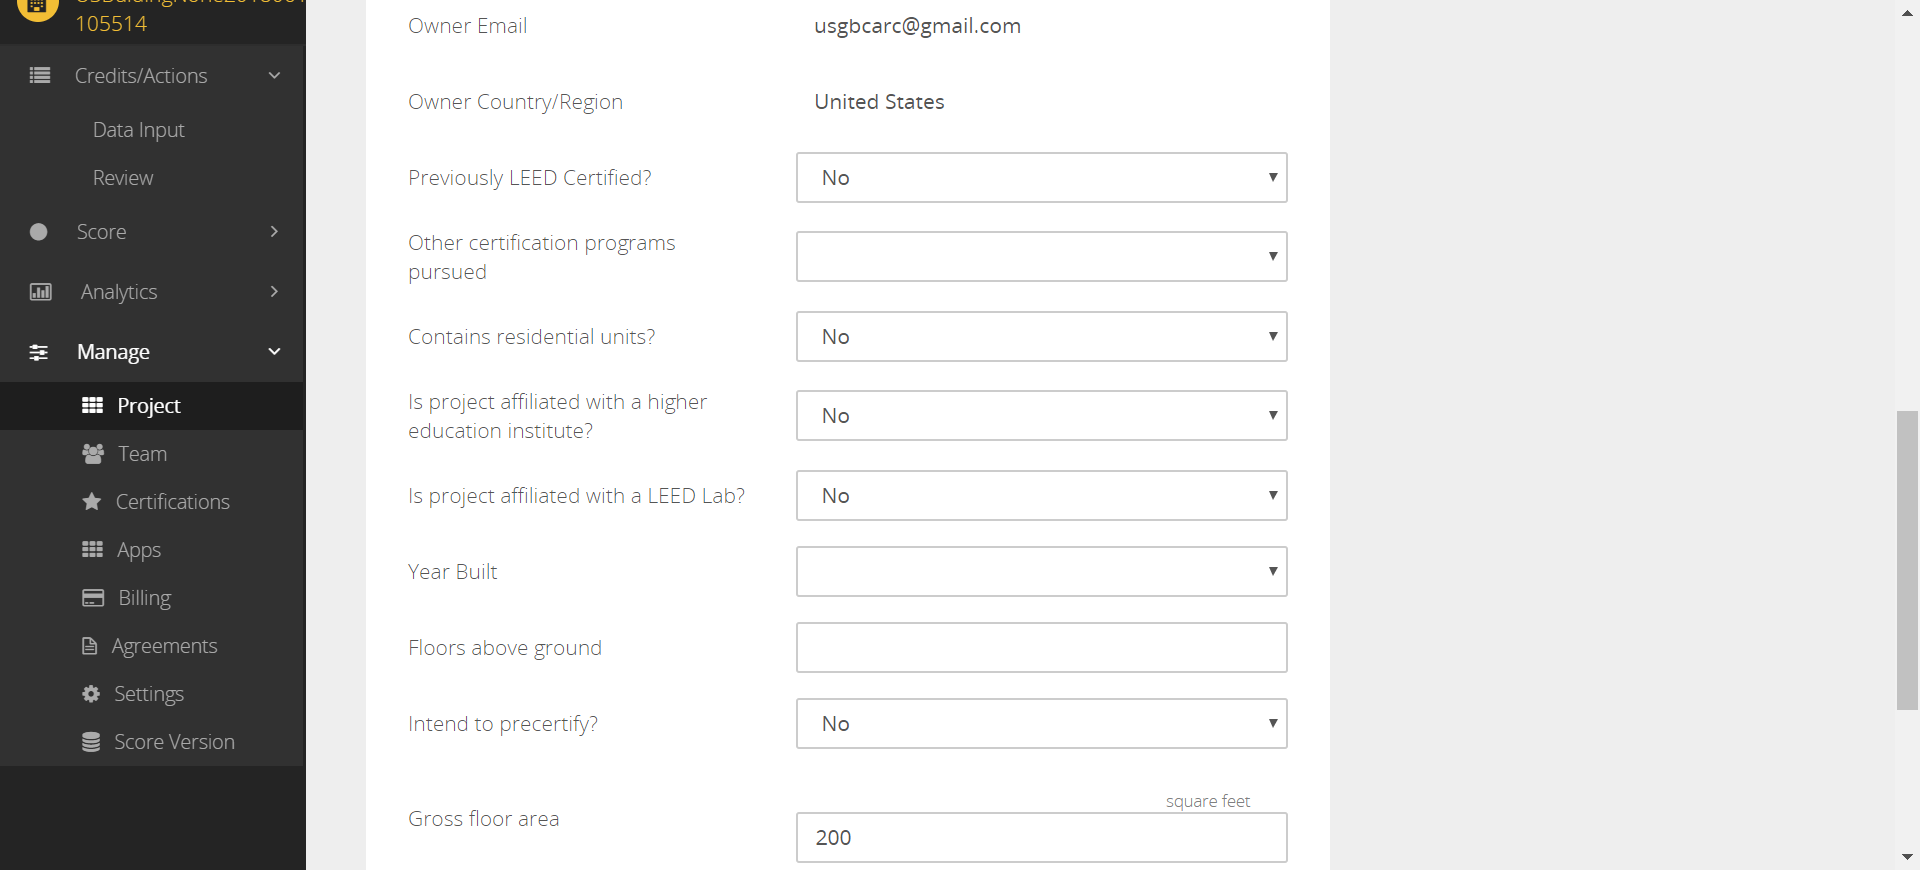 105514
Credits/Actions
Data Input
Review
Score
Analytics
Manage
Project
Team
Certifications
Apps
Billing
Agreements
Settings
Score Version
Owner Email usgbcarc@gmail.com
Owner Country/Region United States
Previously LEED Certified? No
Other certification programs
pursued
Contains residential units? No
Is project affiliated with a higher
education institute? No
Is project affiliated with a LEED Lab? No
Year Built
Floors above ground
Intend to precertify? No
square feet
Gross floor area 200